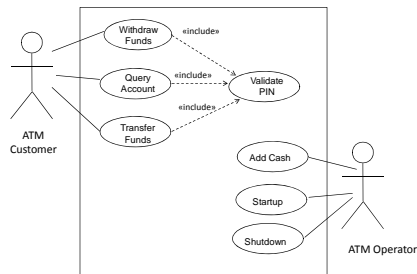 Withdraw
Funds
«include»
Query
Account
«include»
Validate
PIN
«include»
Transfer
Funds
ATM
Customer
Add Cash
Startup
Shutdown
ATM Operator